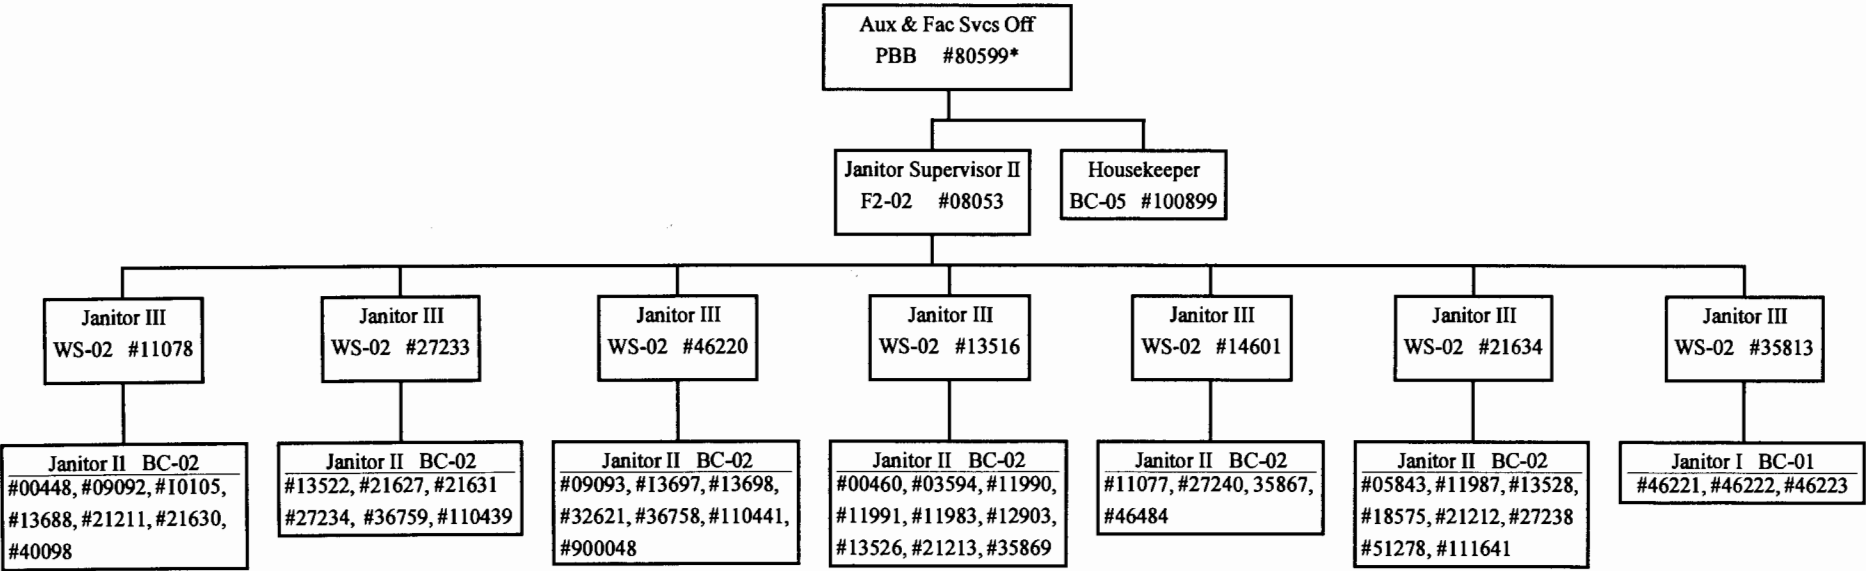 Aux & Fac Svcs Off
PBB #80599*
Janitor Supervisor II
F2-02 #08053
Housekeeper
BC-05 #100899
Janitor III
WS-02 #11078
Janitor III
WS-02 #27233
Janitor III
WS-02 #46220
Janitor III
WS-02 #13516
Janitor III
WS-02 #14601
Janitor III
WS-02 #21634
Janitor III
WS-02 #35813
Janitor II BC-02
#00448, #09092, #10105,
#13688, #21211, #21630,
#40098
Janitor II BC-02
#13522, #21627, #21631
#27234, #36759, #110439
Janitor II BC-02
#09093, #13697, #13698,
#32621, #36758, #110441,
#900048
Janitor II BC-02
#00460, #03594, #11990,
#11991, #11983, #12903,
#13526, #21213, #35869
Janitor II BC-02
#11077, #27240, 35867,
#46484
Janitor II BC-02
#05843, #11987, #13528,
#18575, #21212, #27238
#51278, #111641
Janitor I BC-01
#46221, #46222, #46223